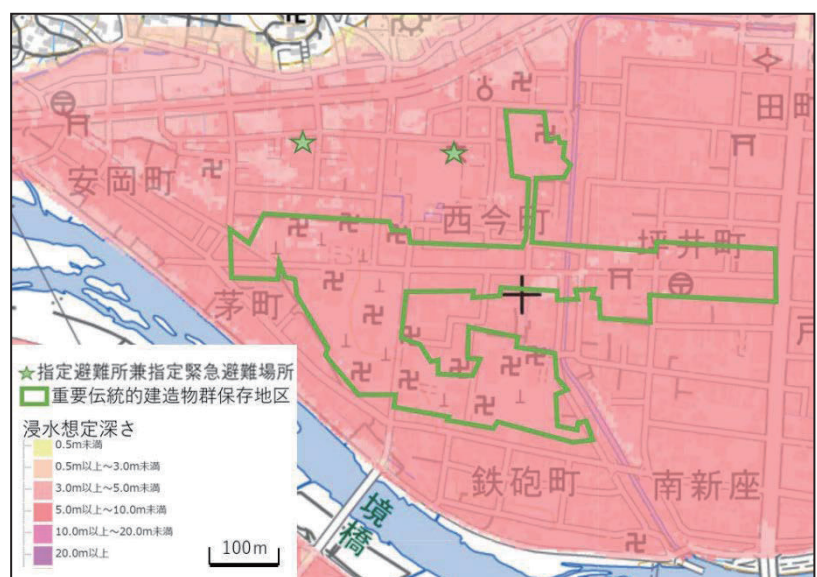 田町
安岡町
西今町
坪井町
茅町
戸
★指定避難所兼指定緊急避難場所
重要伝統的建造物群保存地区
浸水想定深さ
0.5m未満
0.5m以上～3.0m未満
3.0m以上～5.0m未満
5.0m以上～10.0m未満
10.0m以上～20.0m未満
20.0m以上
100m
鉄砲町
南新座
境橋